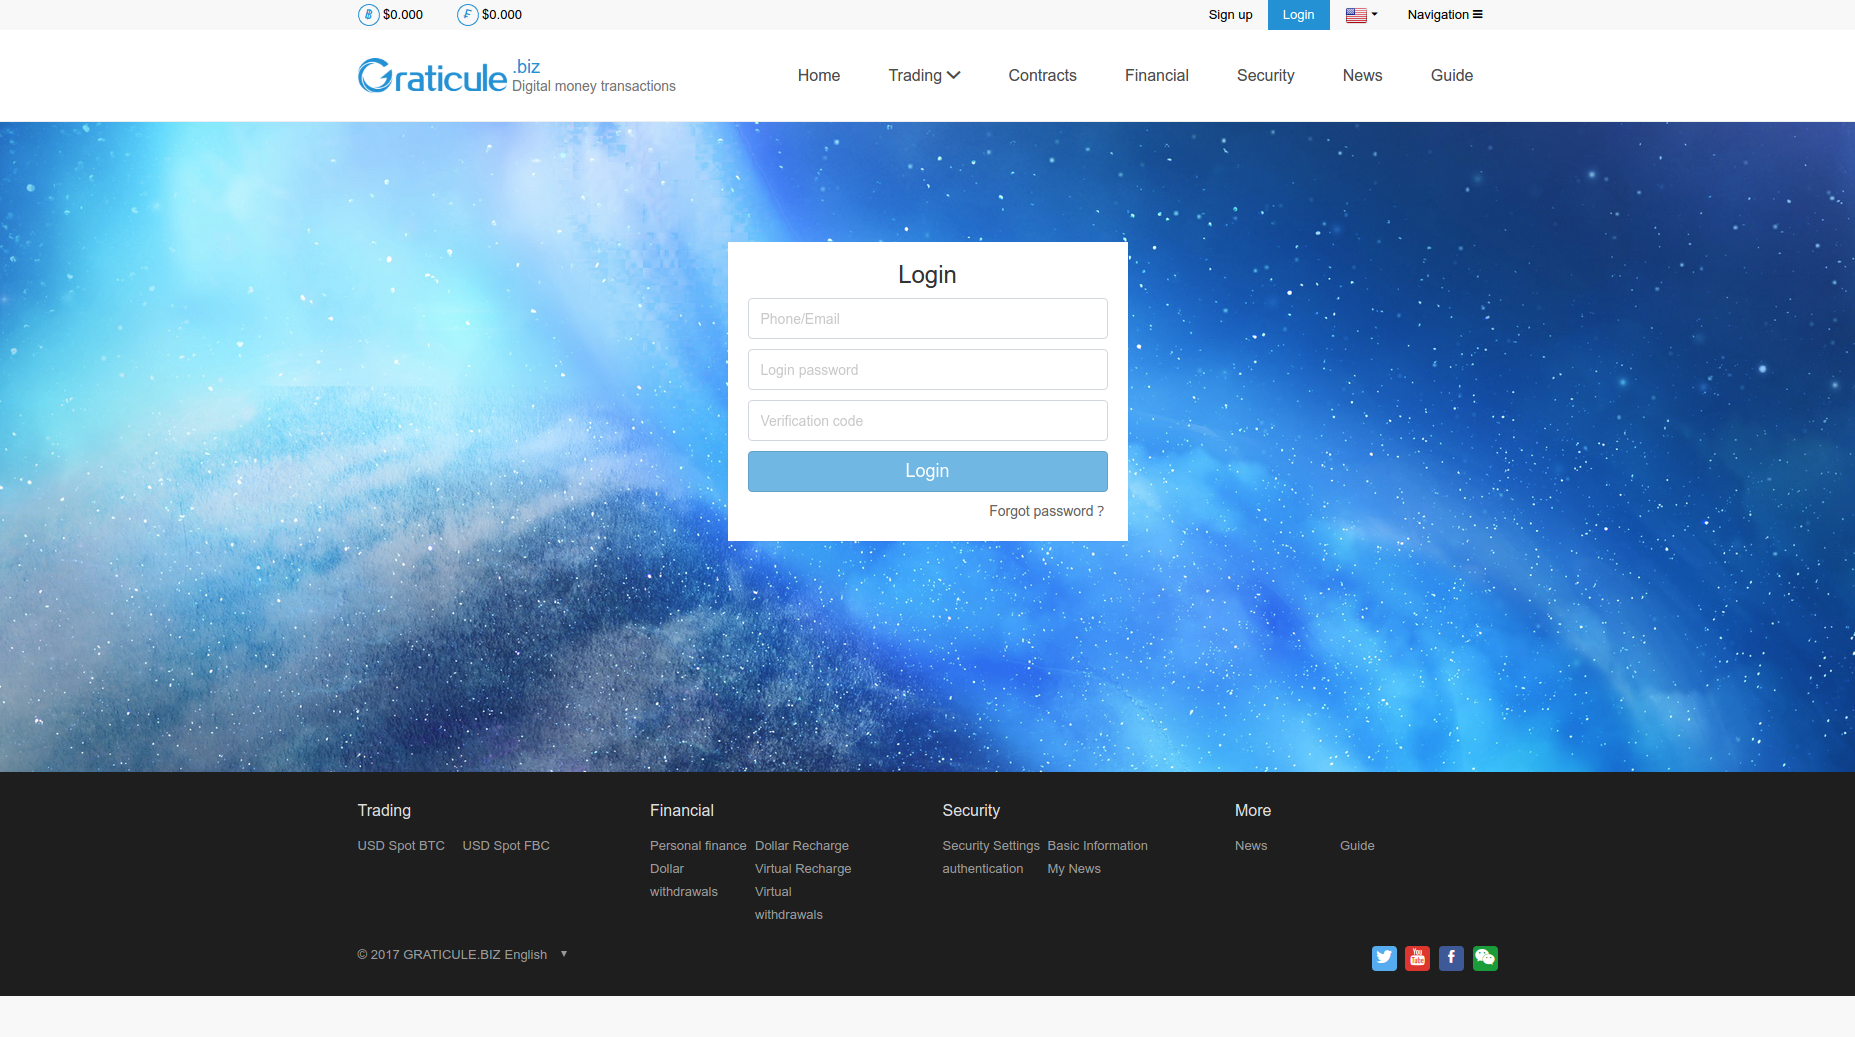 $0.000 $0.000 Sign up Login Navigation
Graticule .biz
Digital money transactions
Home Trading Contracts Financial Security News Guide
Login
Phone/Email
Login password
Verification code
Login
Forgot password ?
Trading Financial Security More
USD Spot BTC USD Spot FBC Personal finance Dollar Recharge Security Settings Basic Information News Guide
Dollar Virtual Recharge authentication My News
withdrawals Virtual
withdrawals
© 2017 GRATICULE.BIZ English
You
Tube
f